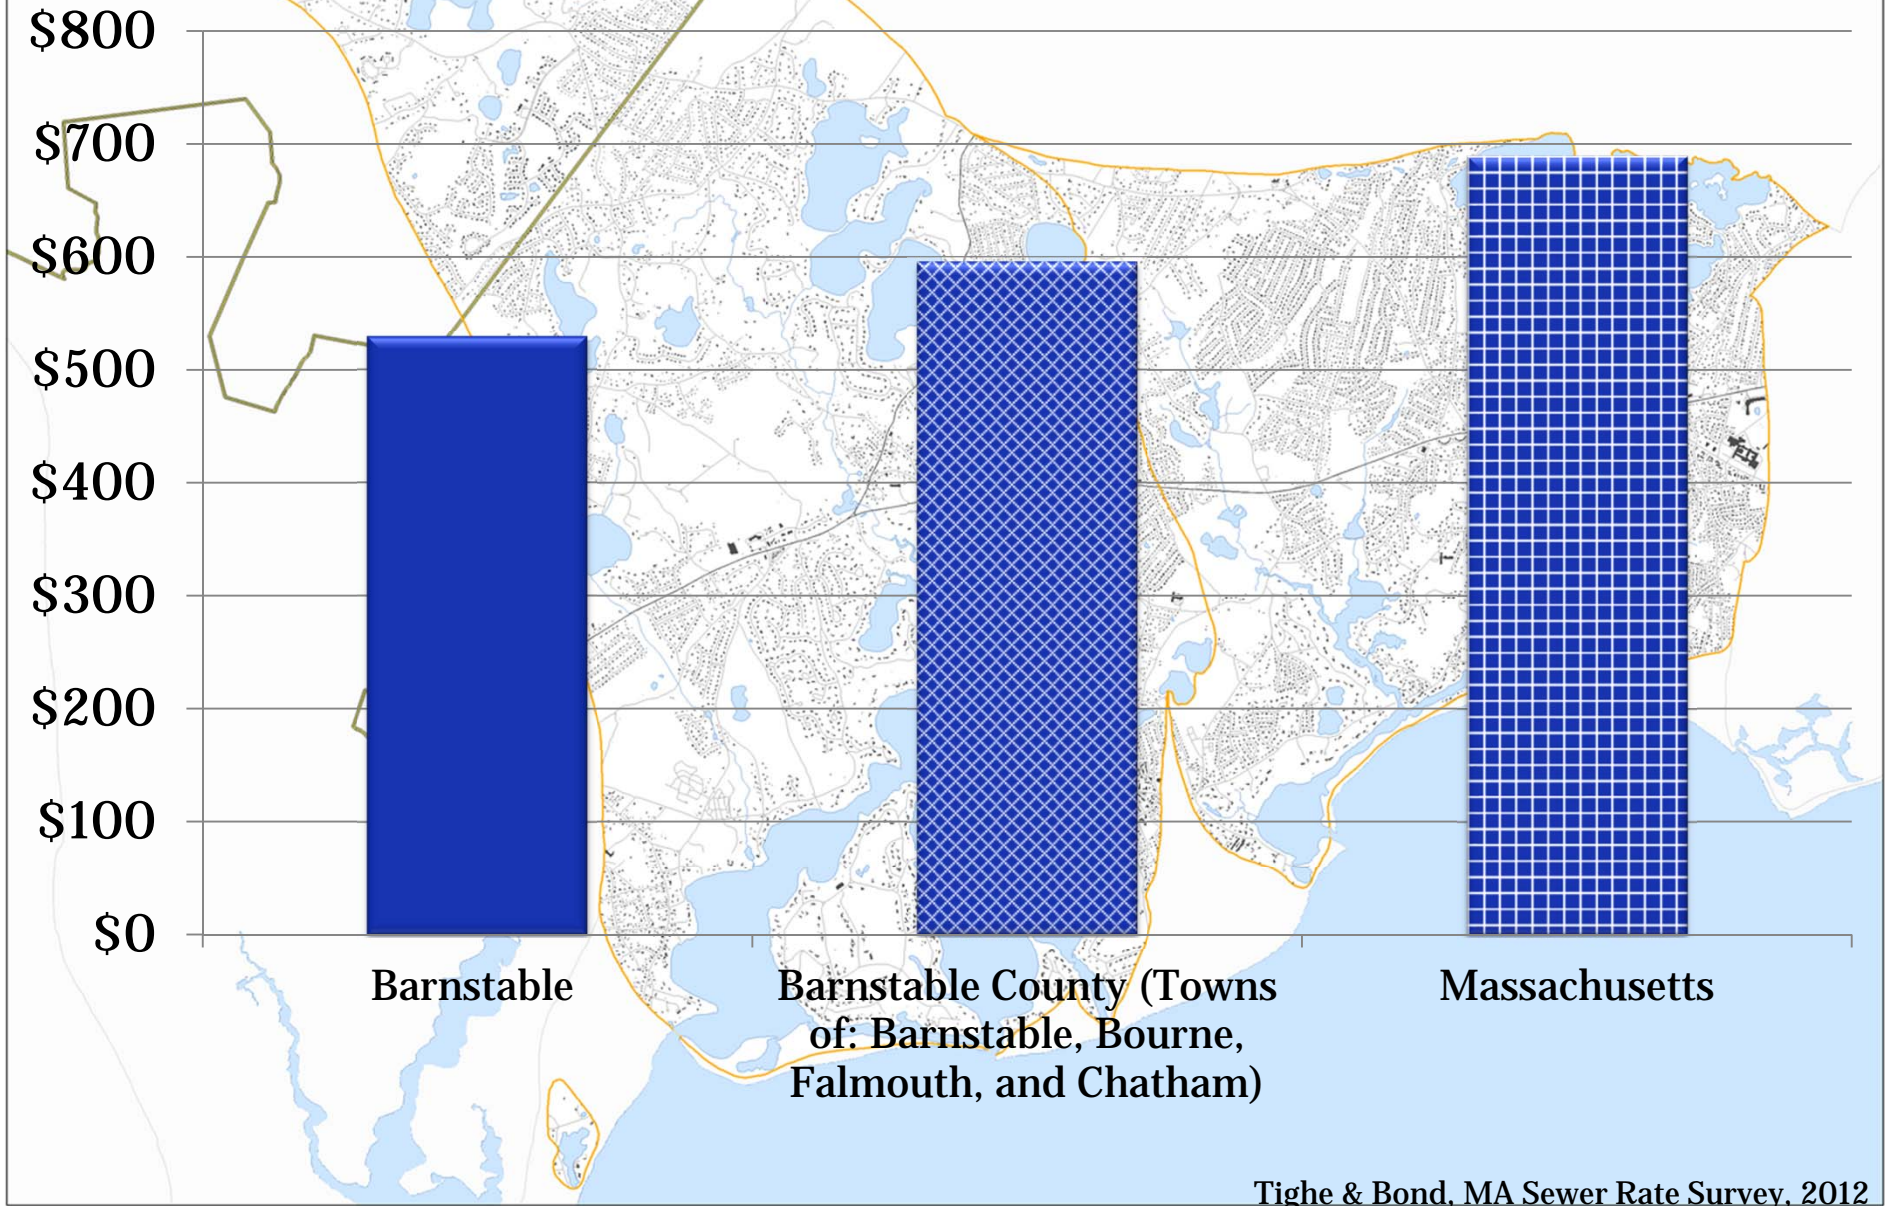 $800
$700
$600
$500
$400
$300
$200
$100
$0
Barnstable
Barnstable County (Towns
of: Barnstable, Bourne,
Falmouth, and Chatham)
Massachusetts
Tighe & Bond, MA Sewer Rate Survey, 2012